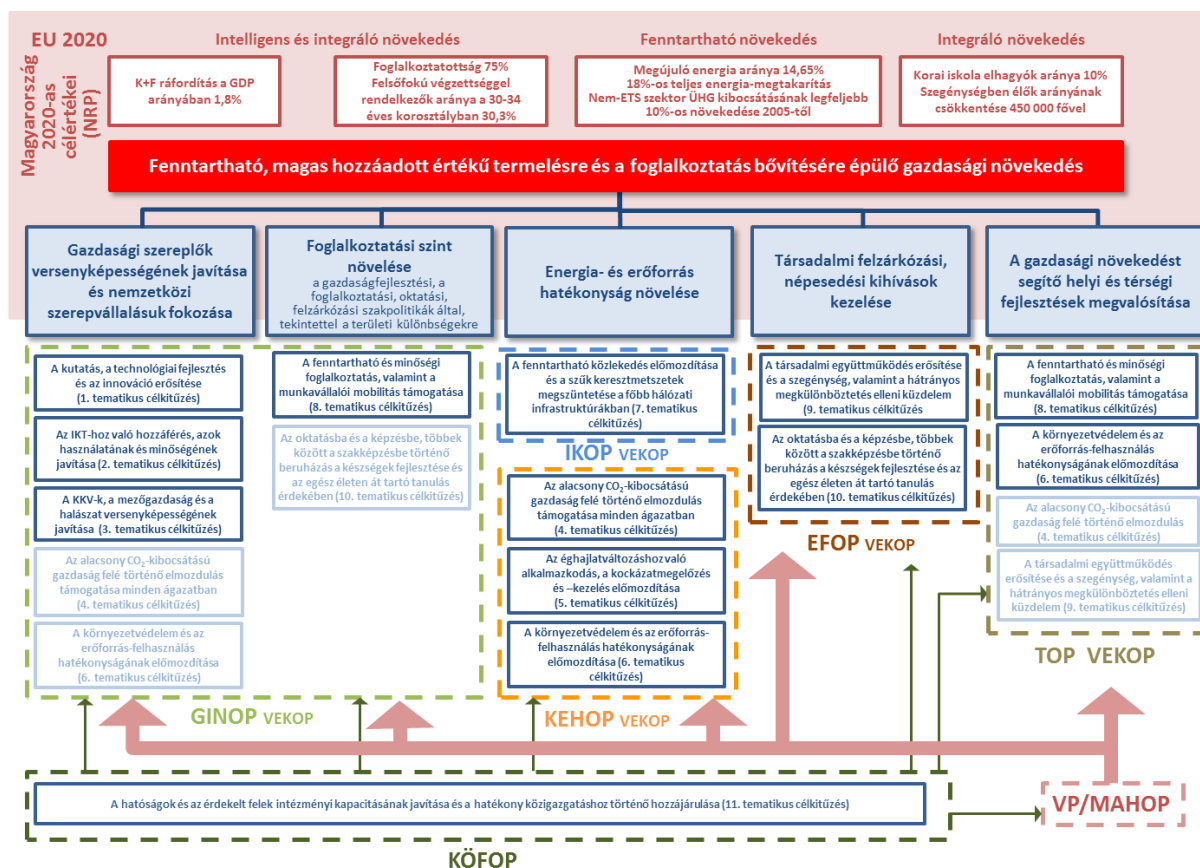 EU 2020
Magyarország
2020-as
célértékei
(NRP)
Intelligens és integráló növekedés
Fenntartható növekedés
Integráló növekedés
K+F ráfordítás a GDP
arányában 1,8%
Foglalkoztatottság 75%
Felsőfokú végzettséggel
rendelkezők aránya a 30-34
éves korosztályban 30,3%
Megújuló energia aránya 14,65%
18%-os teljes energia-megtakarítás
Nem-ETS szektor ÜHG kibocsátásának legfeljebb
10%-os növekedése 2005-től
Korai iskola elhagyók aránya 10%
Szegénységben élők arányának
csökkentése 450 000 fővel
Fenntartható, magas hozzáadott értékű termelésre és a foglalkoztatás bővítésére épülő gazdasági növekedés
Gazdasági szereplők
versenyképességének javítása
és nemzetközi
szerepvállalásuk fokozása
Foglalkoztatási szint
növelése
a gazdaságfejlesztési, a
foglalkoztatási, oktatási,
felzárkózási szakpolitikák által,
tekintettel a területi különbségekre
Energia- és erőforrás
hatékonyság növelése
Társadalmi felzárkózási,
népesedési kihívások
kezelése
A gazdasági növekedést
segítő helyi és térségi
fejlesztések megvalósítása
A kutatás, a technológiai fejlesztés
és az innováció erősítése
(1. tematikus célkitűzés)
Az IKT-hoz való hozzáférés, azok
használatának és minőségének
javítása (2. tematikus célkitűzés)
A KKV-k, a mezőgazdaság és a
halászat versenyképességének
javítása (3. tematikus célkitűzés)
Az alacsony CO₂-kibocsátású
gazdaság felé történő elmozdulás
támogatása minden ágazatban
(4. tematikus célkitűzés)
A környezetvédelem és az
erőforrás-felhasználás
hatékonyságának előmozdítása
(6. tematikus célkitűzés)
A fenntartható és minőségi
foglalkoztatás, valamint a
munkavállalói mobilitás támogatása
(8. tematikus célkitűzés)
Az oktatásba és a képzésbe, többek
között a szakképzésbe történő
beruházás a készségek fejlesztése és
az egész életen át tartó tanulás
érdekében (10. tematikus célkitűzés)
GINOP VEKOP
A fenntartható közlekedés előmozdítása
és a szűk keresztmetszetek
megszüntetése a főbb hálózati
infrastruktúrákban (7. tematikus
célkitűzés)
IKOP VEKOP
Az alacsony CO₂-kibocsátású
gazdaság felé történő elmozdulás
támogatása minden ágazatban
(4. tematikus célkitűzés)
Az éghajlatváltozáshoz való
alkalmazkodás, a kockázatmegelőzés
és –kezelés előmozdítása
(5. tematikus célkitűzés)
A környezetvédelem és az erőforrás-
felhasználás hatékonyságának
előmozdítása (6. tematikus
célkitűzés)
KEHOP VEKOP
A társadalmi együttműködés erősítése
és a szegénység, valamint a hátrányos
megkülönböztetés elleni küzdelem
(9. tematikus célkitűzés
Az oktatásba és a képzésbe, többek
között a szakképzésbe történő
beruházás a készségek fejlesztése és az
egész életen át tartó tanulás
érdekében (10. tematikus célkitűzés)
EFOP VEKOP
A fenntartható és minőségi
foglalkoztatás, valamint a
munkavállalói mobilitás támogatása
(8. tematikus célkitűzés)
A környezetvédelem és az
erőforrás-felhasználás
hatékonyságának előmozdítása
(6. tematikus célkitűzés)
Az alacsony CO₂-kibocsátású
gazdaság felé történő elmozdulás
(4. tematikus célkitűzés)
A társadalmi együttműködés
erősítése és a szegénység, valamint a
hátrányos megkülönböztetés elleni
küzdelem (9. tematikus célkitűzés)
TOP VEKOP
A hatóságok és az érdekelt felek intézményi kapacitásának javítása és a hatékony közigazgatáshoz történő hozzájárulása (11. tematikus célkitűzés)
VP/MAHOP
KÖFOP